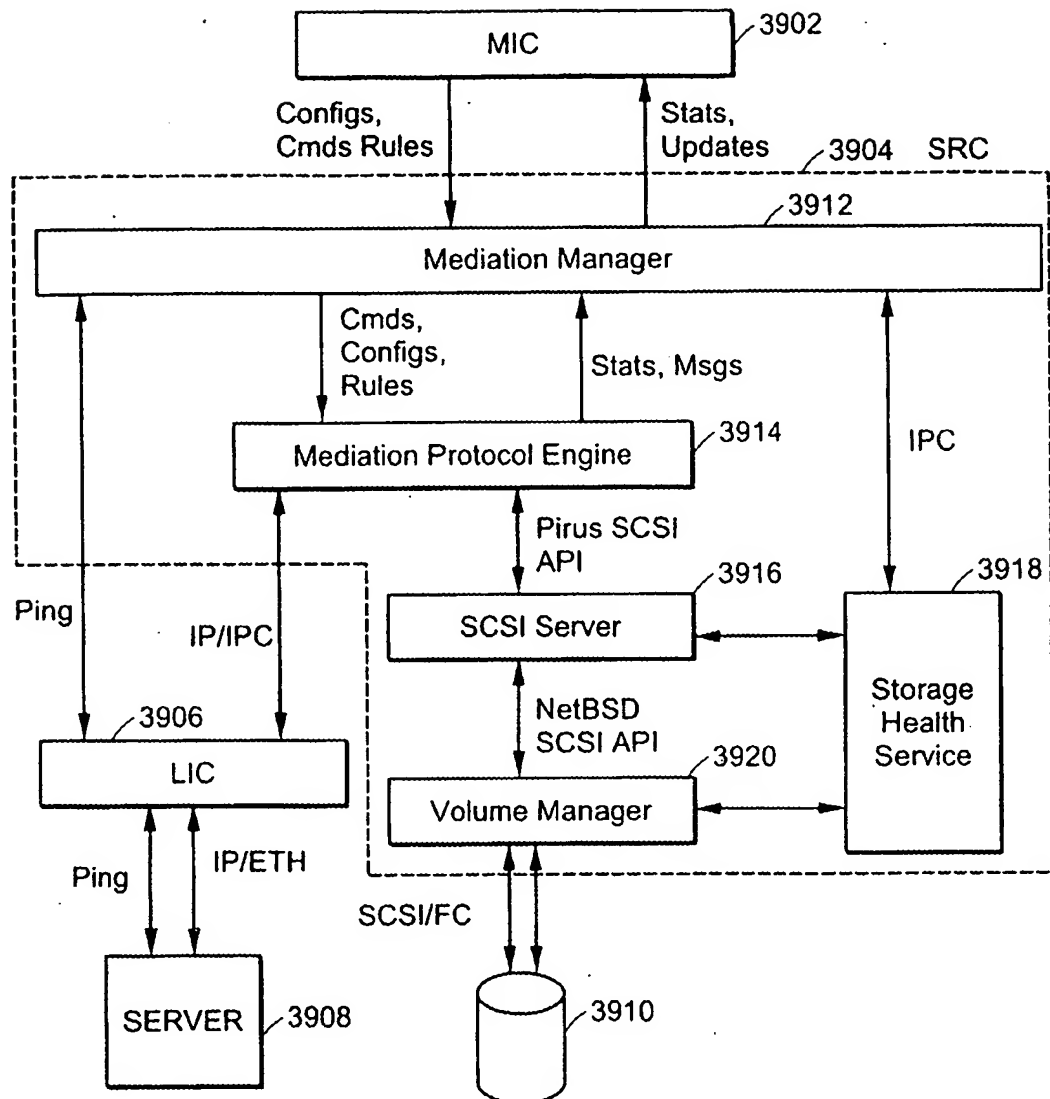 MIC
3902
Configs,
Cmds Rules
Stats,
Updates
3904 SRC
3912
Mediation Manager
Cmds,
Configs,
Rules
Stats, Msgs
3914
Mediation Protocol Engine
IPC
Pirus SCSI
API
3916
3918
Ping
IP/IPC
SCSI Server
Storage
Health
Service
3906
NetBSD
SCSI API
LIC
3920
Volume Manager
Ping
IP/ETH
SCSI/FC
SERVER
3908
3910